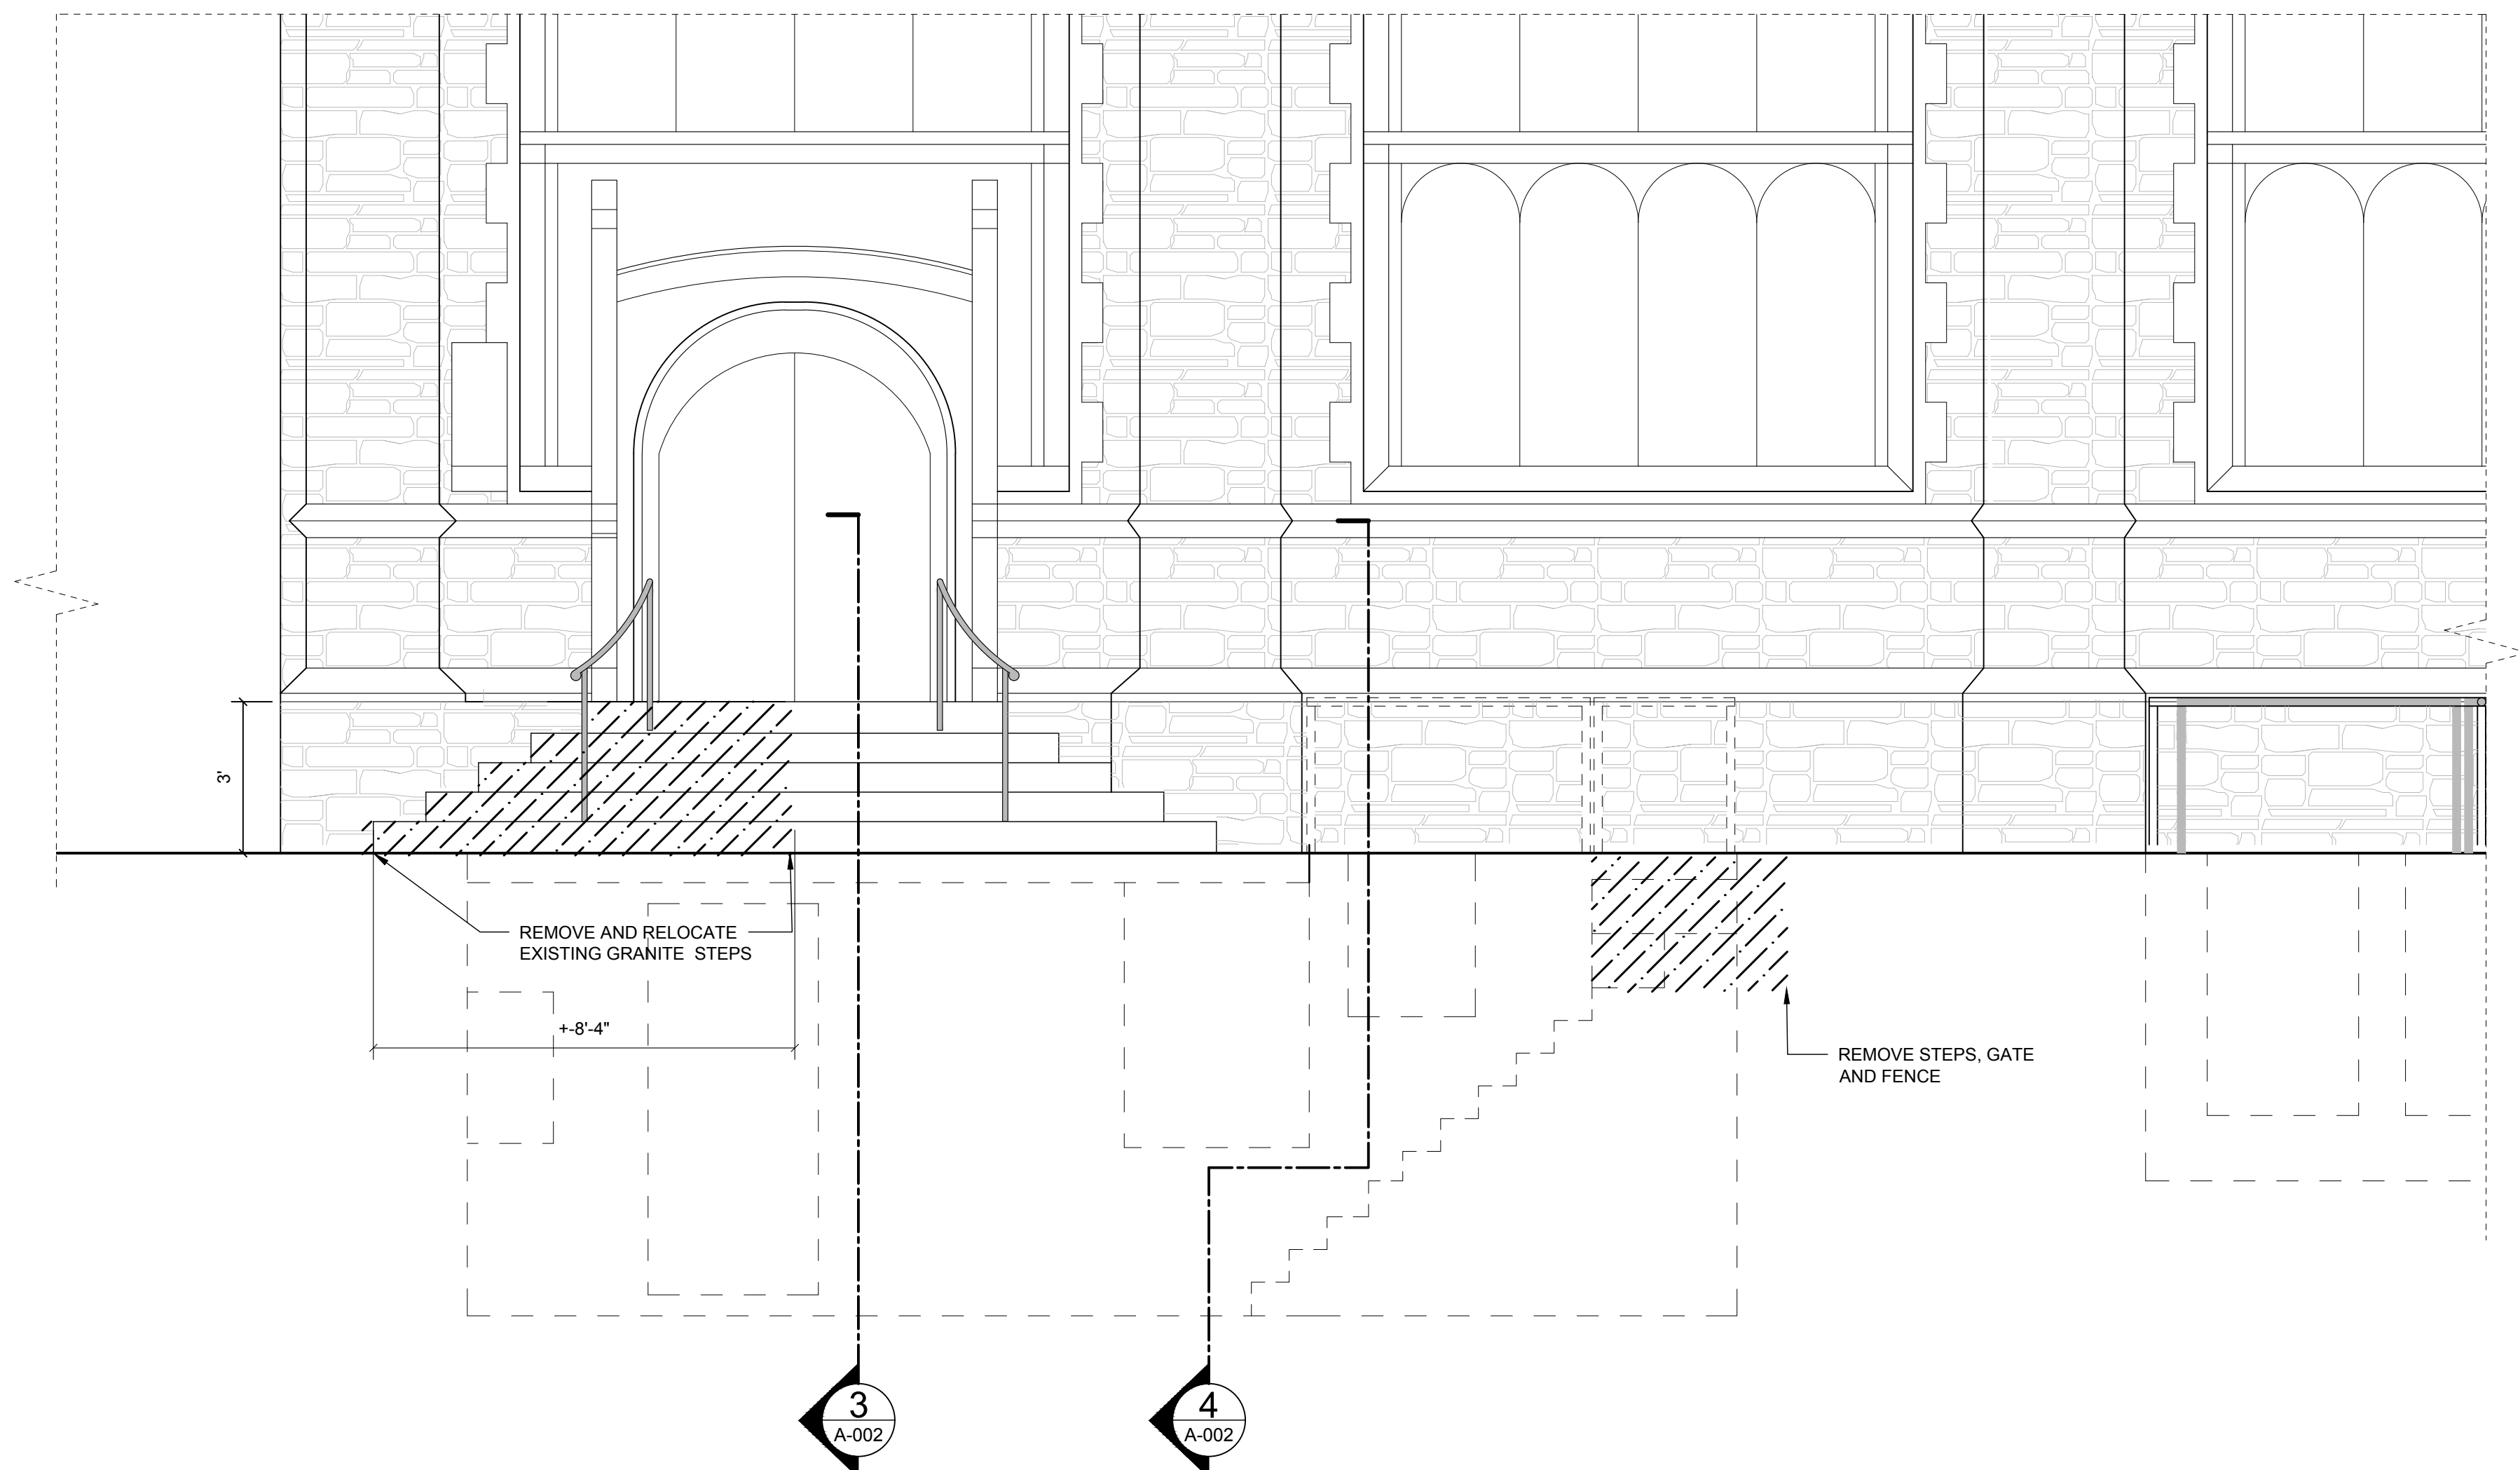 3'
REMOVE AND RELOCATE
EXISTING GRANITE STEPS
+-8'-4"
REMOVE STEPS, GATE
AND FENCE
3
A-002
4
A-002